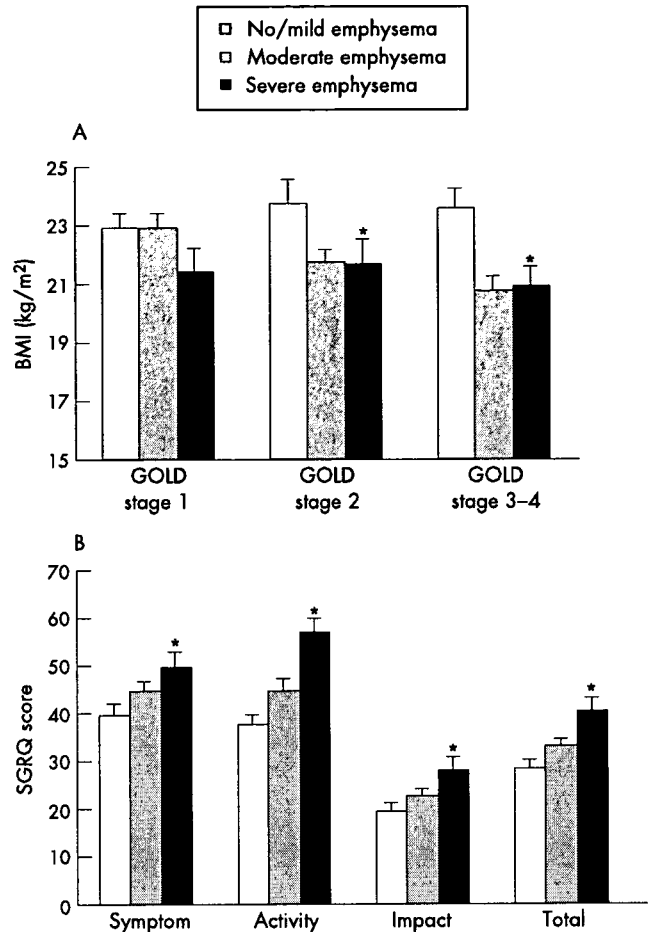 No/mild emphysema
Moderate emphysema
Severe emphysema
A
25
23
21
19
17
15
BMI (kg/m²)
* *
GOLD GOLD GOLD
stage 1 stage 2 stage 3–4
B
70
60
50
40
30
20
10
0
SGRQ score
* * * *
Symptom Activity Impact Total